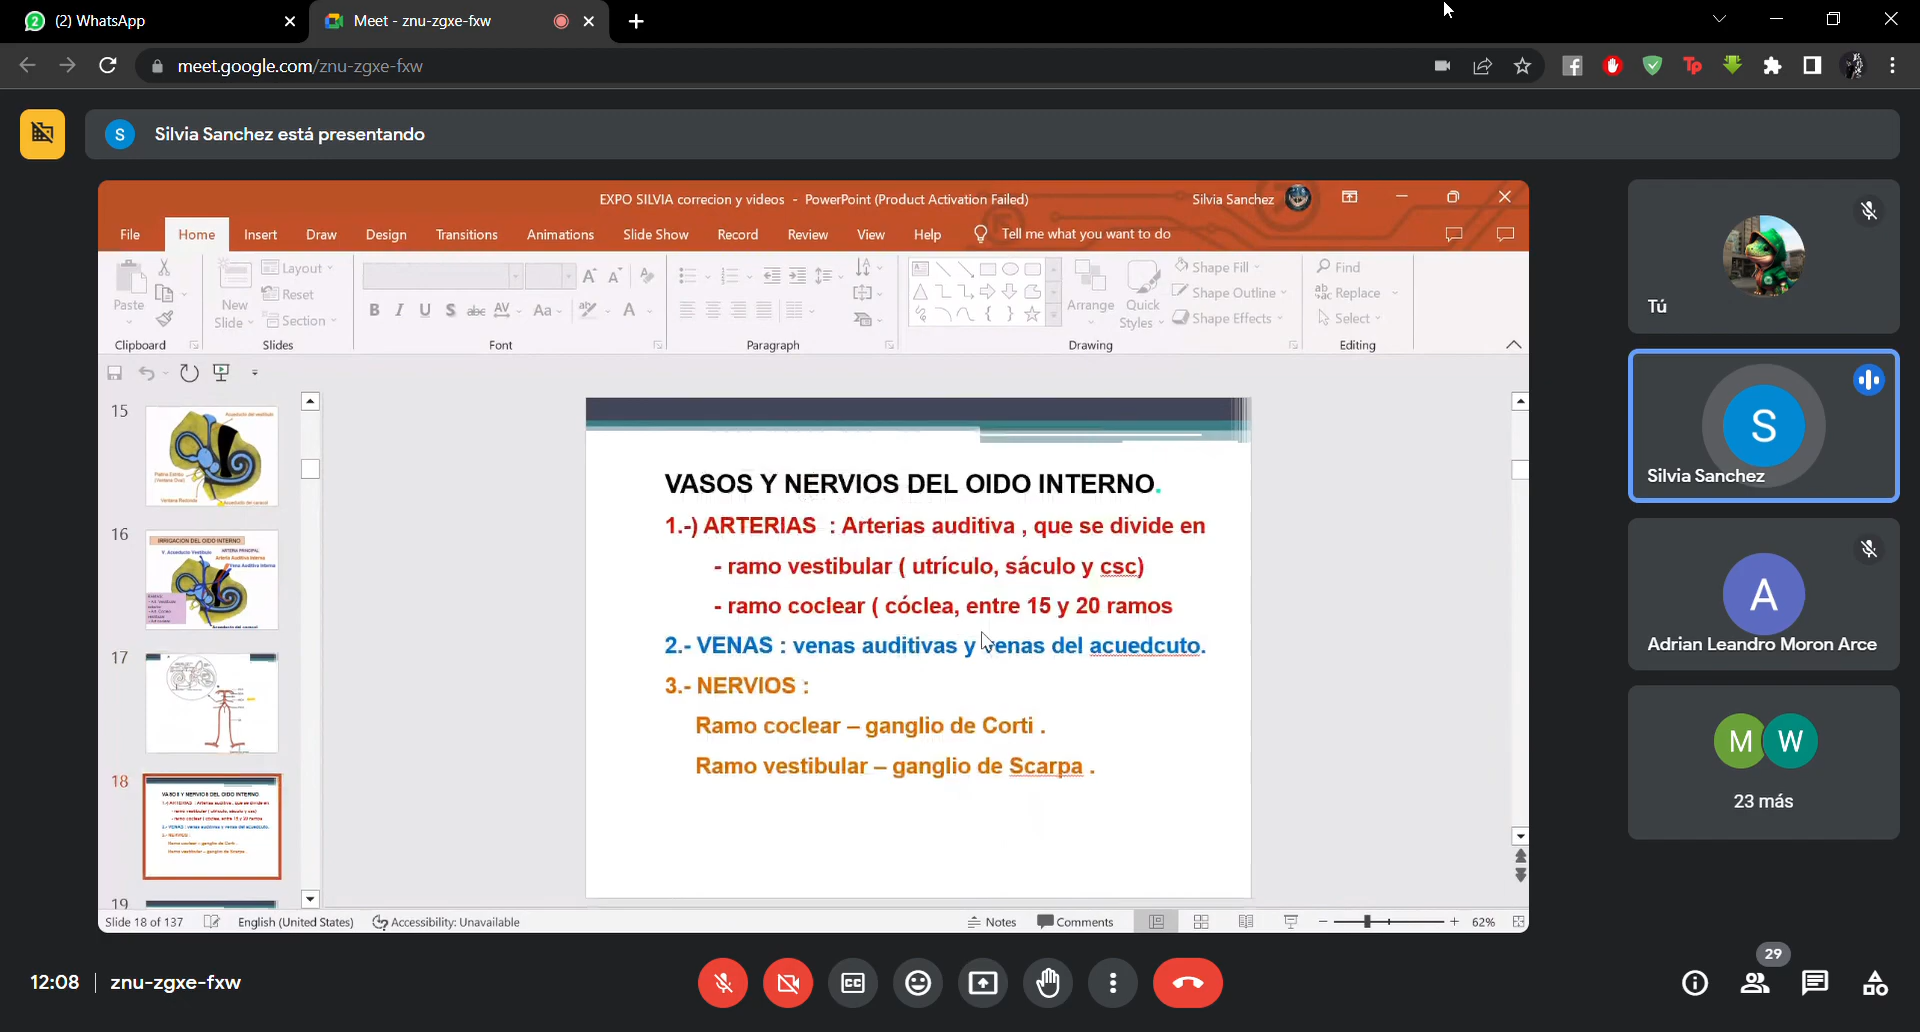 (2) WhatsApp
Meet - znu-zgxe-fxw
meet.google.com/znu-zgxe-fxw
S
Silvia Sanchez está presentando
EXPO SILVIA correcion y videos - PowerPoint (Product Activation Failed)
Silvia Sanchez
File Home Insert Draw Design Transitions Animations Slide Show Record Review View Help Tell me what you want to do
Paste
New
Slide
Layout
Reset
Section
Arrange
Quick
Styles
Shape Fill
Shape Outline
Shape Effects
Find
Replace
Select
Clipboard Slides Font Paragraph Drawing Editing
15
Acueducto del vestibulo
16
IRRIGACION DEL OIDO INTERNO
17
18
19
VASOS Y NERVIOS DEL OIDO INTERNO.
1.-) ARTERIAS : Arterias auditiva , que se divide en
- ramo vestibular ( utrículo, sáculo y csc)
- ramo coclear ( cóclea, entre 15 y 20 ramos
2.- VENAS : venas auditivas y venas del acuedcuto.
3.- NERVIOS :
Ramo coclear – ganglio de Corti .
Ramo vestibular – ganglio de Scarpa .
Slide 18 of 137 English (United States) Accessibility: Unavailable Notes Comments 62%
Tú
S
Silvia Sanchez
A
Adrian Leandro Moron Arce
M W
23 más
12:08 znu-zgxe-fxw
29